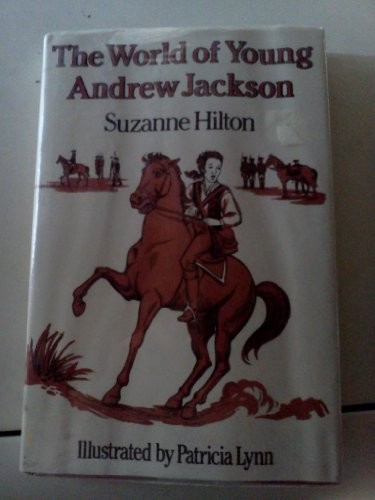 The World of Young
Andrew Jackson
Suzanne Hilton
Illustrated by Patricia Lynn